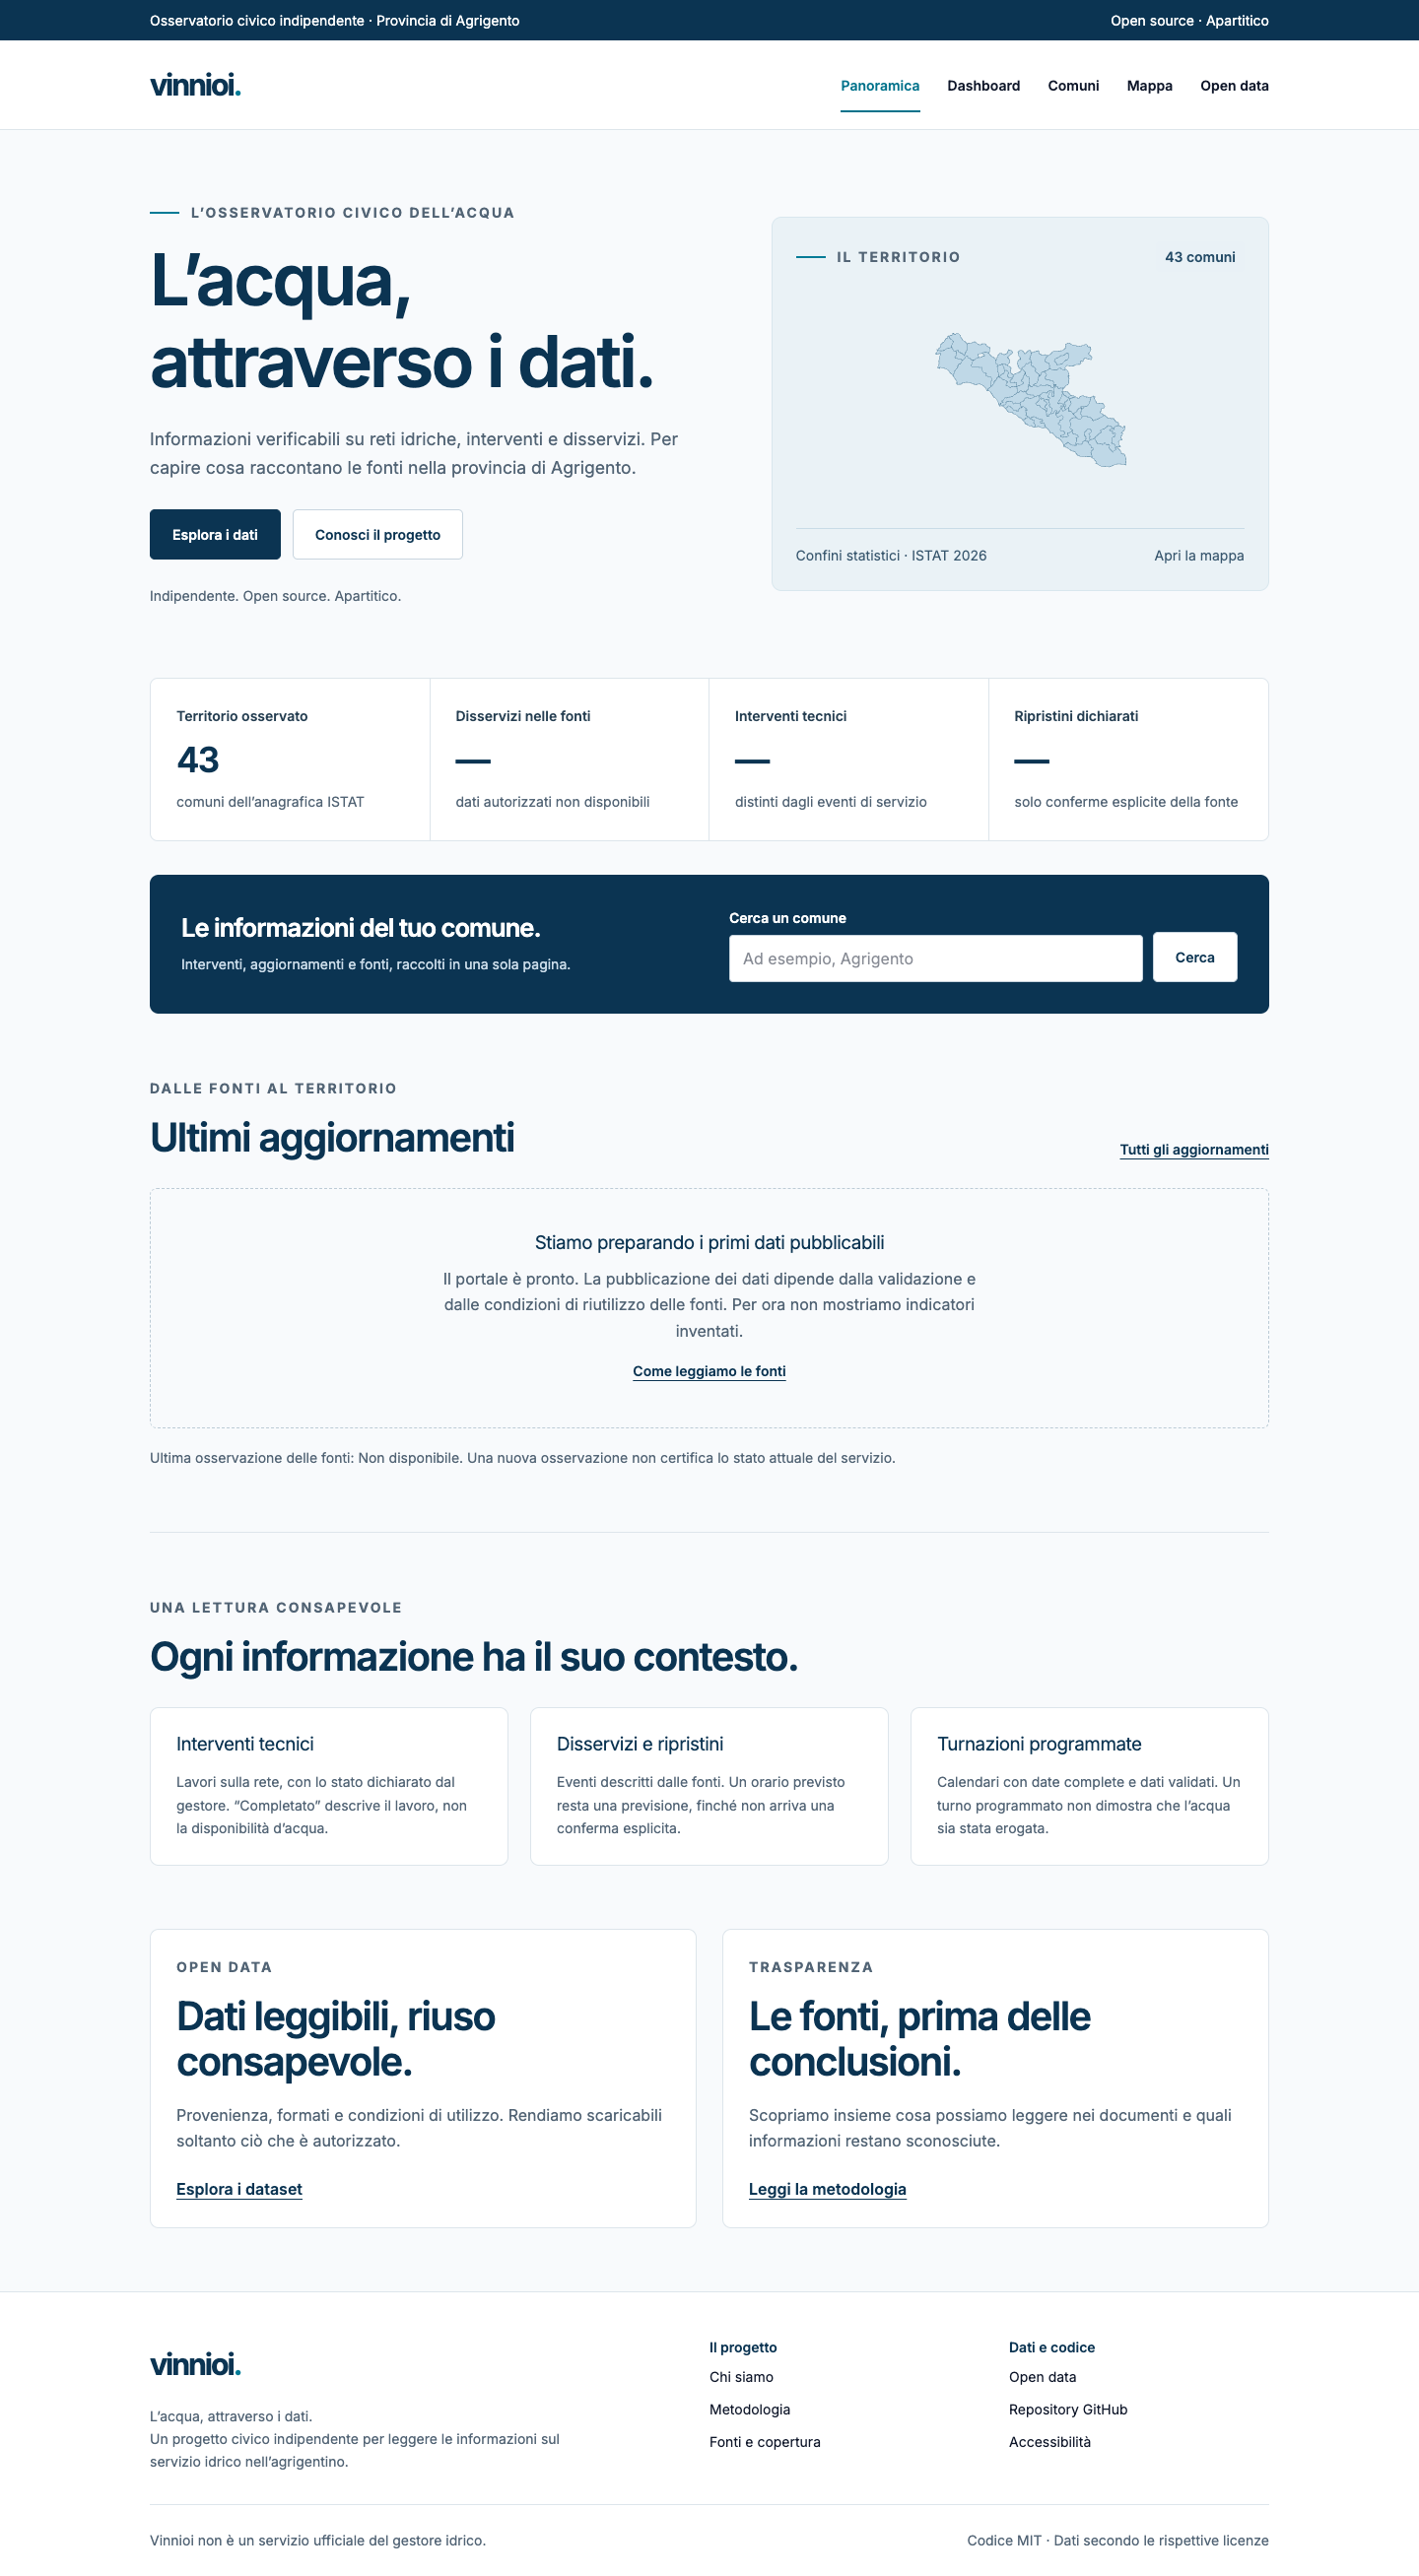 Osservatorio civico indipendente · Provincia di Agrigento
Open source · Apartitico
vinnioi.
Panoramica
Dashboard
Comuni
Mappa
Open data
L’OSSERVATORIO CIVICO DELL’ACQUA
L’acqua,
attraverso i dati.
Informazioni verificabili su reti idriche, interventi e disservizi. Per
capire cosa raccontano le fonti nella provincia di Agrigento.
Esplora i dati
Conosci il progetto
Indipendente. Open source. Apartitico.
IL TERRITORIO
43 comuni
Confini statistici · ISTAT 2026
Apri la mappa
Territorio osservato
43
comuni dell’anagrafica ISTAT
Disservizi nelle fonti
—
dati autorizzati non disponibili
Interventi tecnici
—
distinti dagli eventi di servizio
Ripristini dichiarati
—
solo conferme esplicite della fonte
Le informazioni del tuo comune.
Interventi, aggiornamenti e fonti, raccolti in una sola pagina.
Cerca un comune
Ad esempio, Agrigento
Cerca
DALLE FONTI AL TERRITORIO
Ultimi aggiornamenti
Tutti gli aggiornamenti
Stiamo preparando i primi dati pubblicabili
Il portale è pronto. La pubblicazione dei dati dipende dalla validazione e
dalle condizioni di riutilizzo delle fonti. Per ora non mostriamo indicatori
inventati.
Come leggiamo le fonti
Ultima osservazione delle fonti: Non disponibile. Una nuova osservazione non certifica lo stato attuale del servizio.
UNA LETTURA CONSAPEVOLE
Ogni informazione ha il suo contesto.
Interventi tecnici
Lavori sulla rete, con lo stato dichiarato dal
gestore. “Completato” descrive il lavoro, non
la disponibilità d’acqua.
Disservizi e ripristini
Eventi descritti dalle fonti. Un orario previsto
resta una previsione, finché non arriva una
conferma esplicita.
Turnazioni programmate
Calendari con date complete e dati validati. Un
turno programmato non dimostra che l’acqua
sia stata erogata.
OPEN DATA
Dati leggibili, riuso
consapevole.
Provenienza, formati e condizioni di utilizzo. Rendiamo scaricabili
soltanto ciò che è autorizzato.
Esplora i dataset
TRASPARENZA
Le fonti, prima delle
conclusioni.
Scopriamo insieme cosa possiamo leggere nei documenti e quali
informazioni restano sconosciute.
Leggi la metodologia
vinnioi.
L’acqua, attraverso i dati.
Un progetto civico indipendente per leggere le informazioni sul
servizio idrico nell’agrigentino.
Il progetto
Chi siamo
Metodologia
Fonti e copertura
Dati e codice
Open data
Repository GitHub
Accessibilità
Vinnioi non è un servizio ufficiale del gestore idrico.
Codice MIT · Dati secondo le rispettive licenze